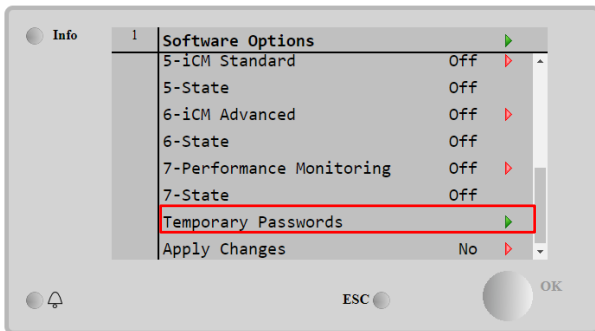 Info
1 Software Options
5-iCM Standard Off
5-State Off
6-iCM Advanced Off
6-State Off
7-Performance Monitoring Off
7-State Off
Temporary Passwords
Apply Changes No
ESC
OK